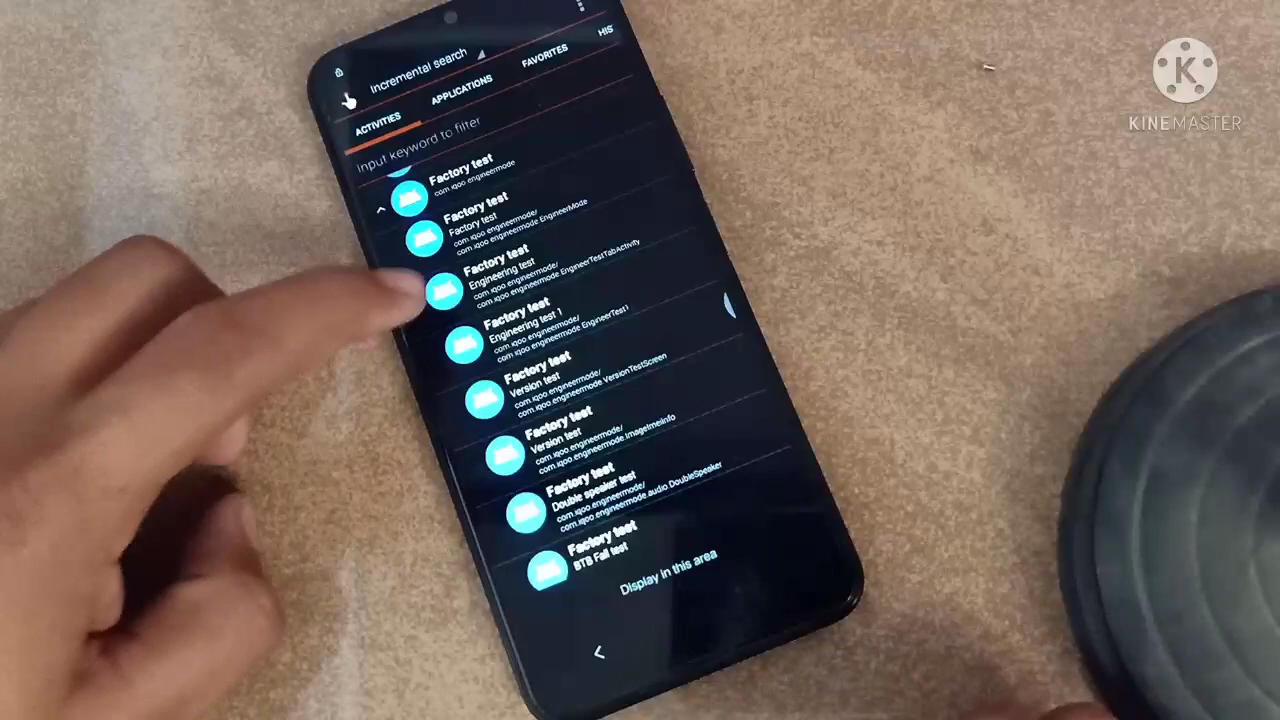 Incremental search
ACTIVITIES
APPLICATIONS
FAVORITES
HIS
Input keyword to filter
Factory test
com.iqoo.engineermode
Factory test
Factory test
com.iqoo.engineermode/
com.iqoo.engineermode.EngineerMode
Factory test
Engineering test
com.iqoo.engineermode/
com.iqoo.engineermode.EngineerTestTabActivity
Factory test
Engineering test 1
com.iqoo.engineermode/
com.iqoo.engineermode.EngineerTest1
Factory test
Version test
com.iqoo.engineermode/
com.iqoo.engineermode.VersionTestScreen
Factory test
Version test
com.iqoo.engineermode/
com.iqoo.engineermode.ImageImeiInfo
Factory test
Double speaker test
com.iqoo.engineermode/
com.iqoo.engineermode.audio.DoubleSpeaker
Factory test
BTB Fall test
Display in this area
K
KINEMASTER